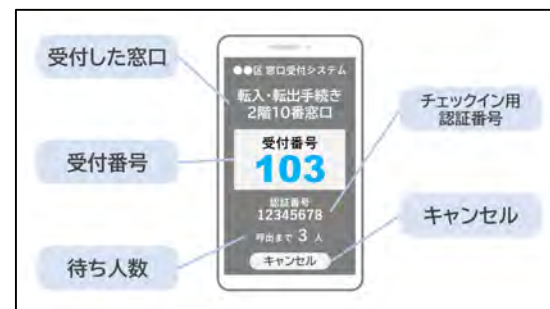 受付した窓口
受付番号
待ち人数
●●区 窓口受付システム
転入・転出手続き
2階10番窓口
受付番号
103
認証番号
12345678
呼出まで 3 人
キャンセル
チェックイン用
認証番号
キャンセル